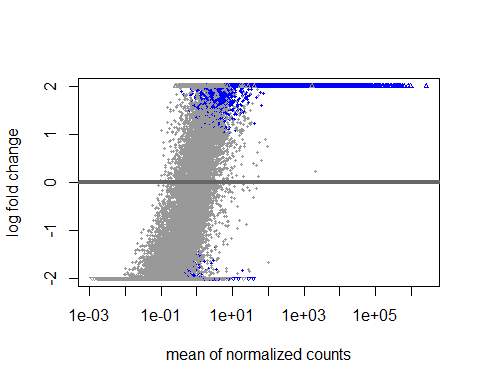 log fold change
2
1
0
-1
-2
1e-03
1e-01
1e+01
1e+03
1e+05
mean of normalized counts